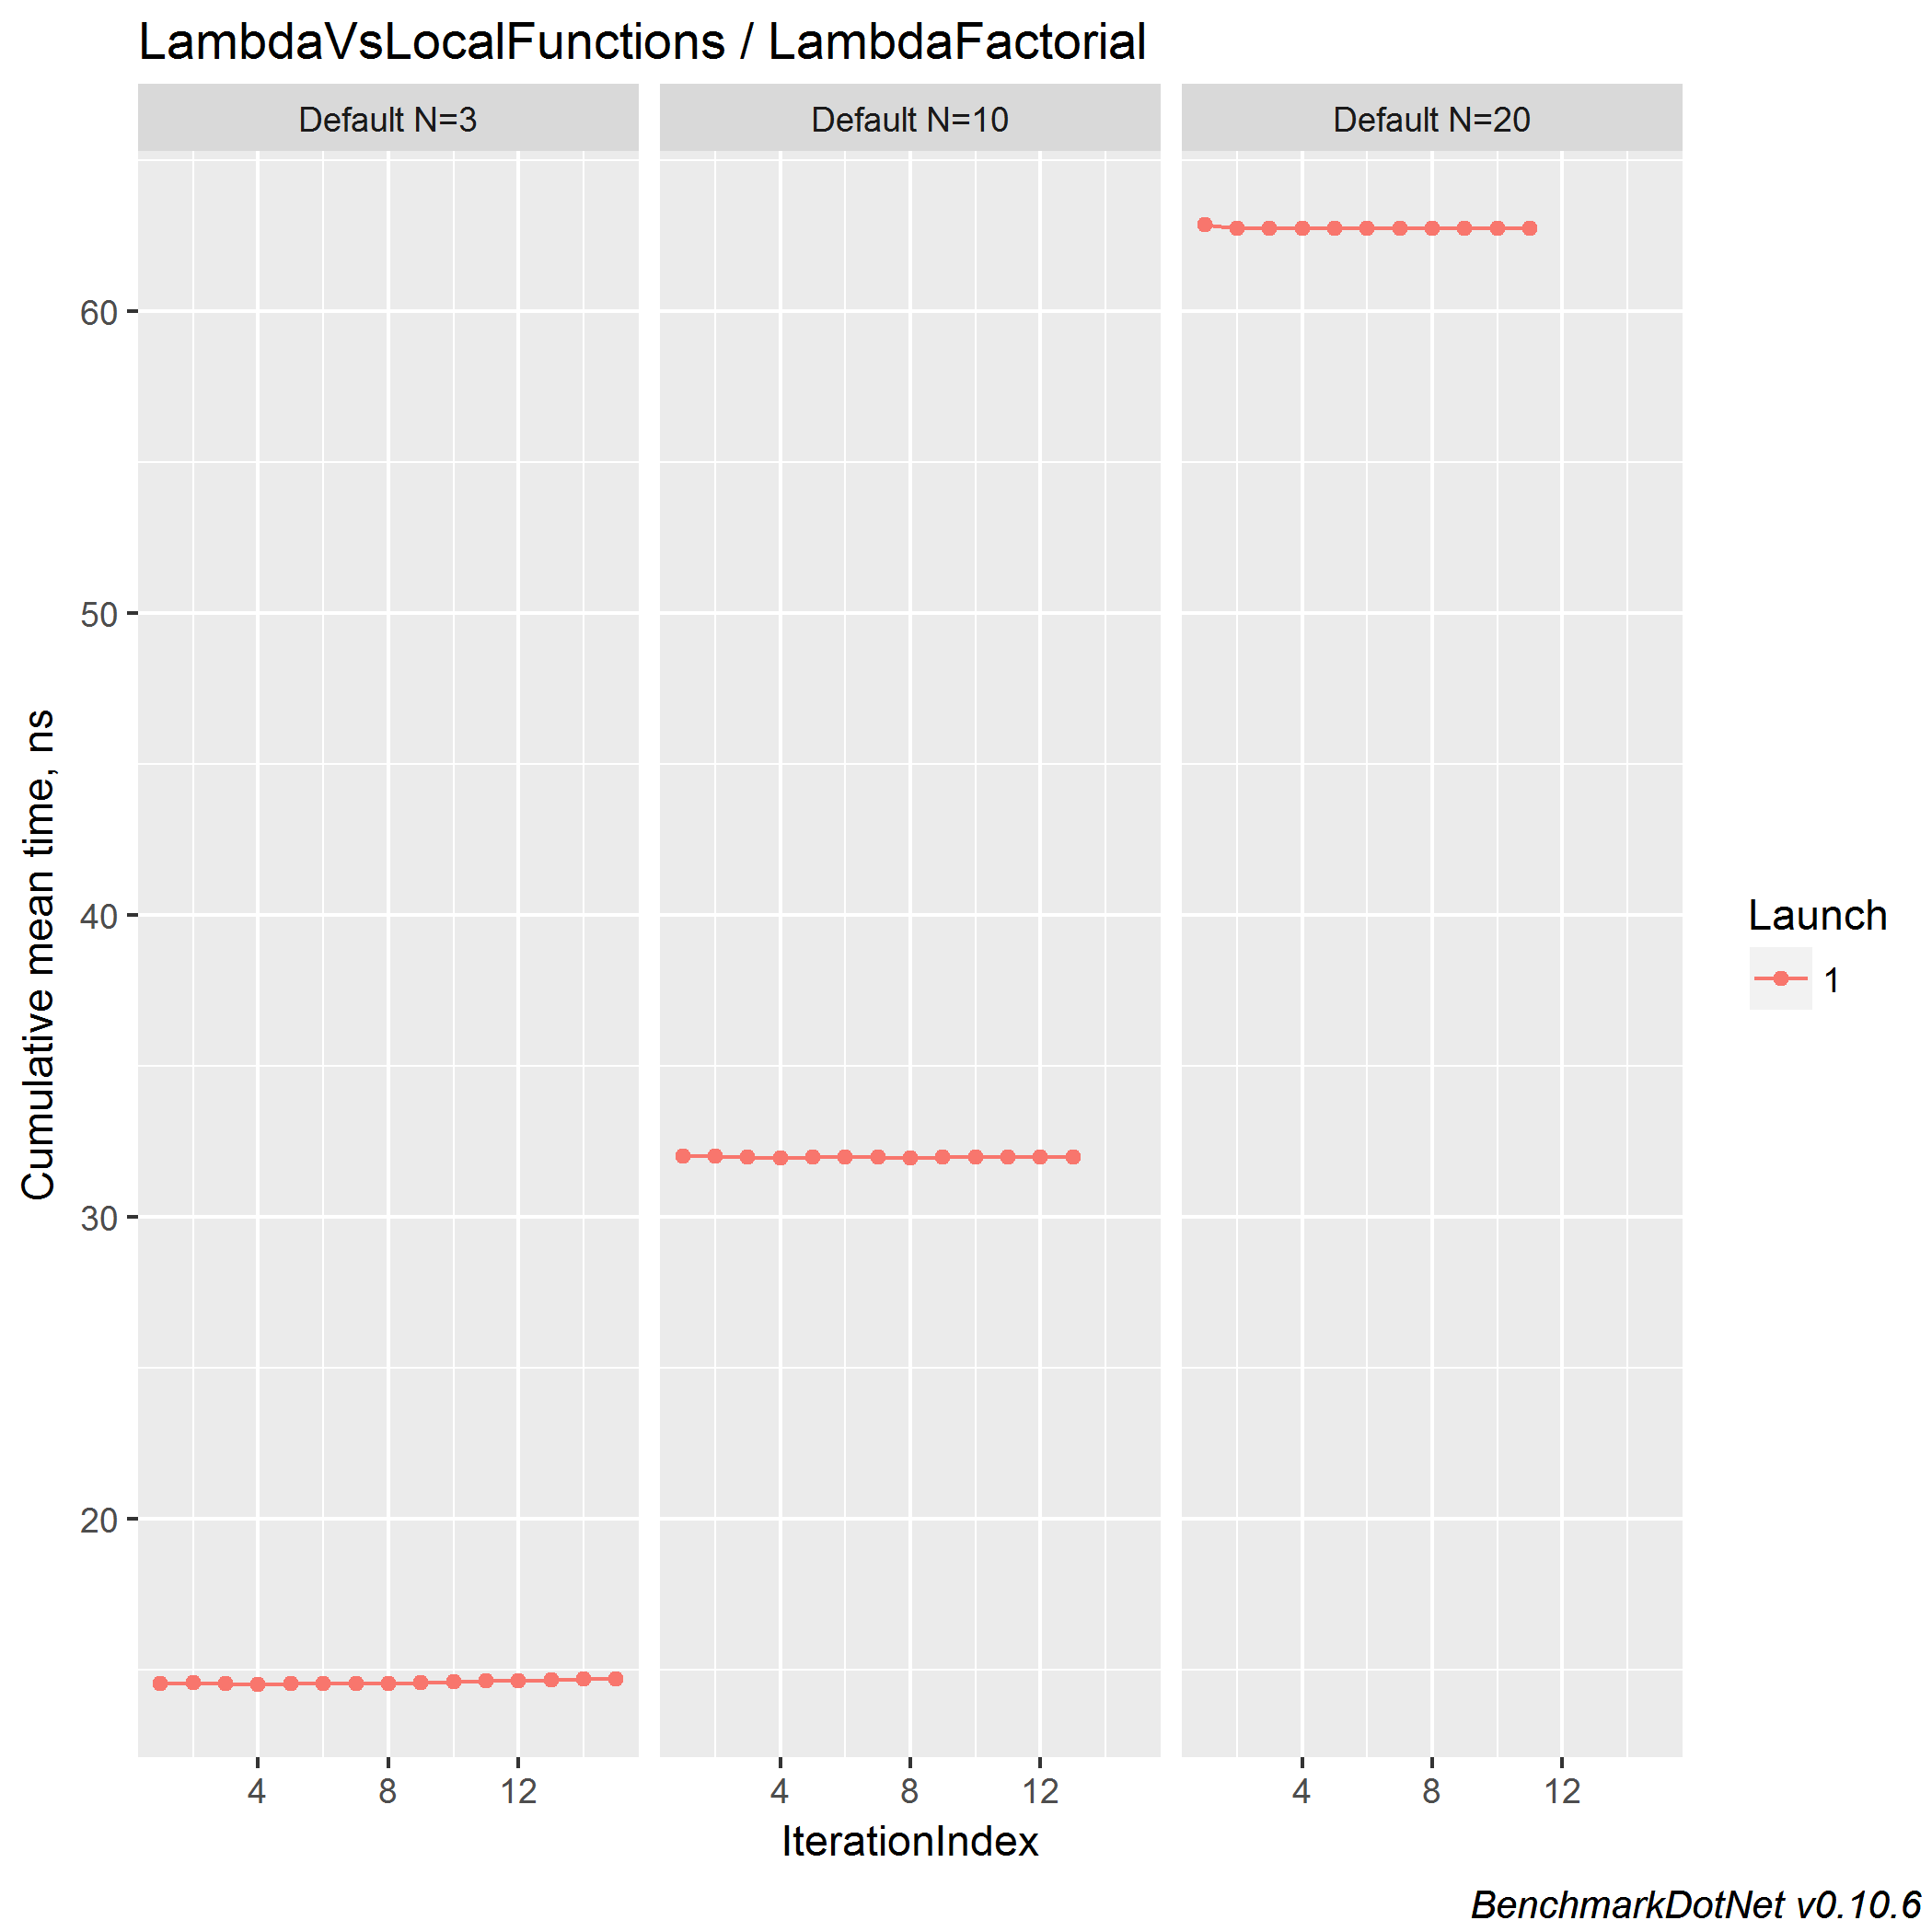 LambdaVsLocalFunctions / LambdaFactorial
Default N=3
Default N=10
Default N=20
Cumulative mean time, ns
60
50
40
30
20
4 8 12
4 8 12
4 8 12
IterationIndex
Launch
1
BenchmarkDotNet v0.10.6